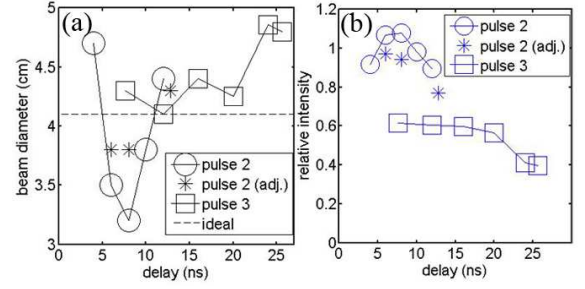 (a)
beam diameter (cm)
5
4.5
4
3.5
3
pulse 2
pulse 2 (adj.)
pulse 3
ideal
0 5 10 15 20 25
delay (ns)
(b)
relative intensity
1.2
1
0.8
0.6
0.4
0.2
0
pulse 2
pulse 2 (adj.)
pulse 3
0 5 10 15 20 25
delay (ns)